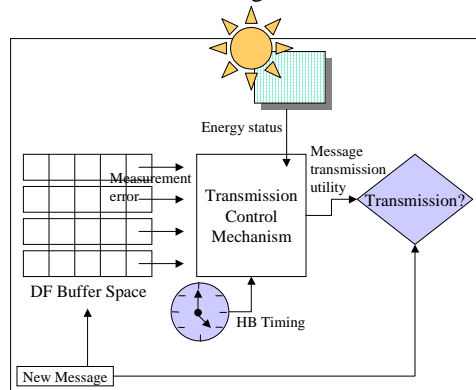 Energy status
Message
transmission
utility
Measurement
error
Transmission
Control
Mechanism
Transmission?
DF Buffer Space
HB Timing
New Message